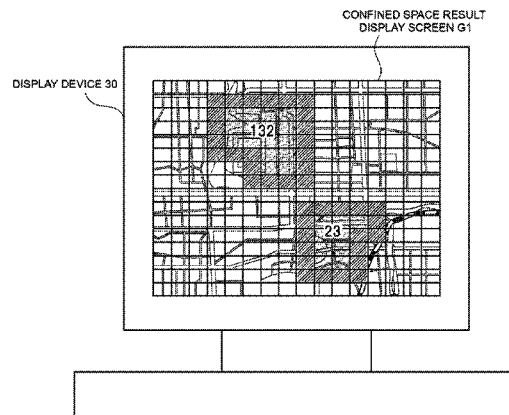 CONFINED SPACE RESULT
DISPLAY SCREEN G1
DISPLAY DEVICE 30
132
23